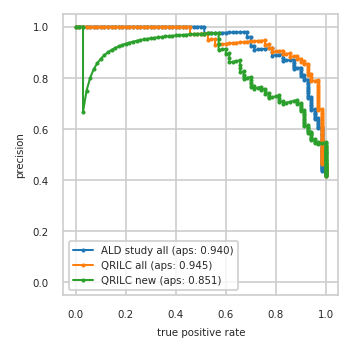 1.0
0.8
0.6
0.4
0.2
0.0
precision
ALD study all (aps: 0.940)
QRILC all (aps: 0.945)
QRILC new (aps: 0.851)
0.0 0.2 0.4 0.6 0.8 1.0
true positive rate